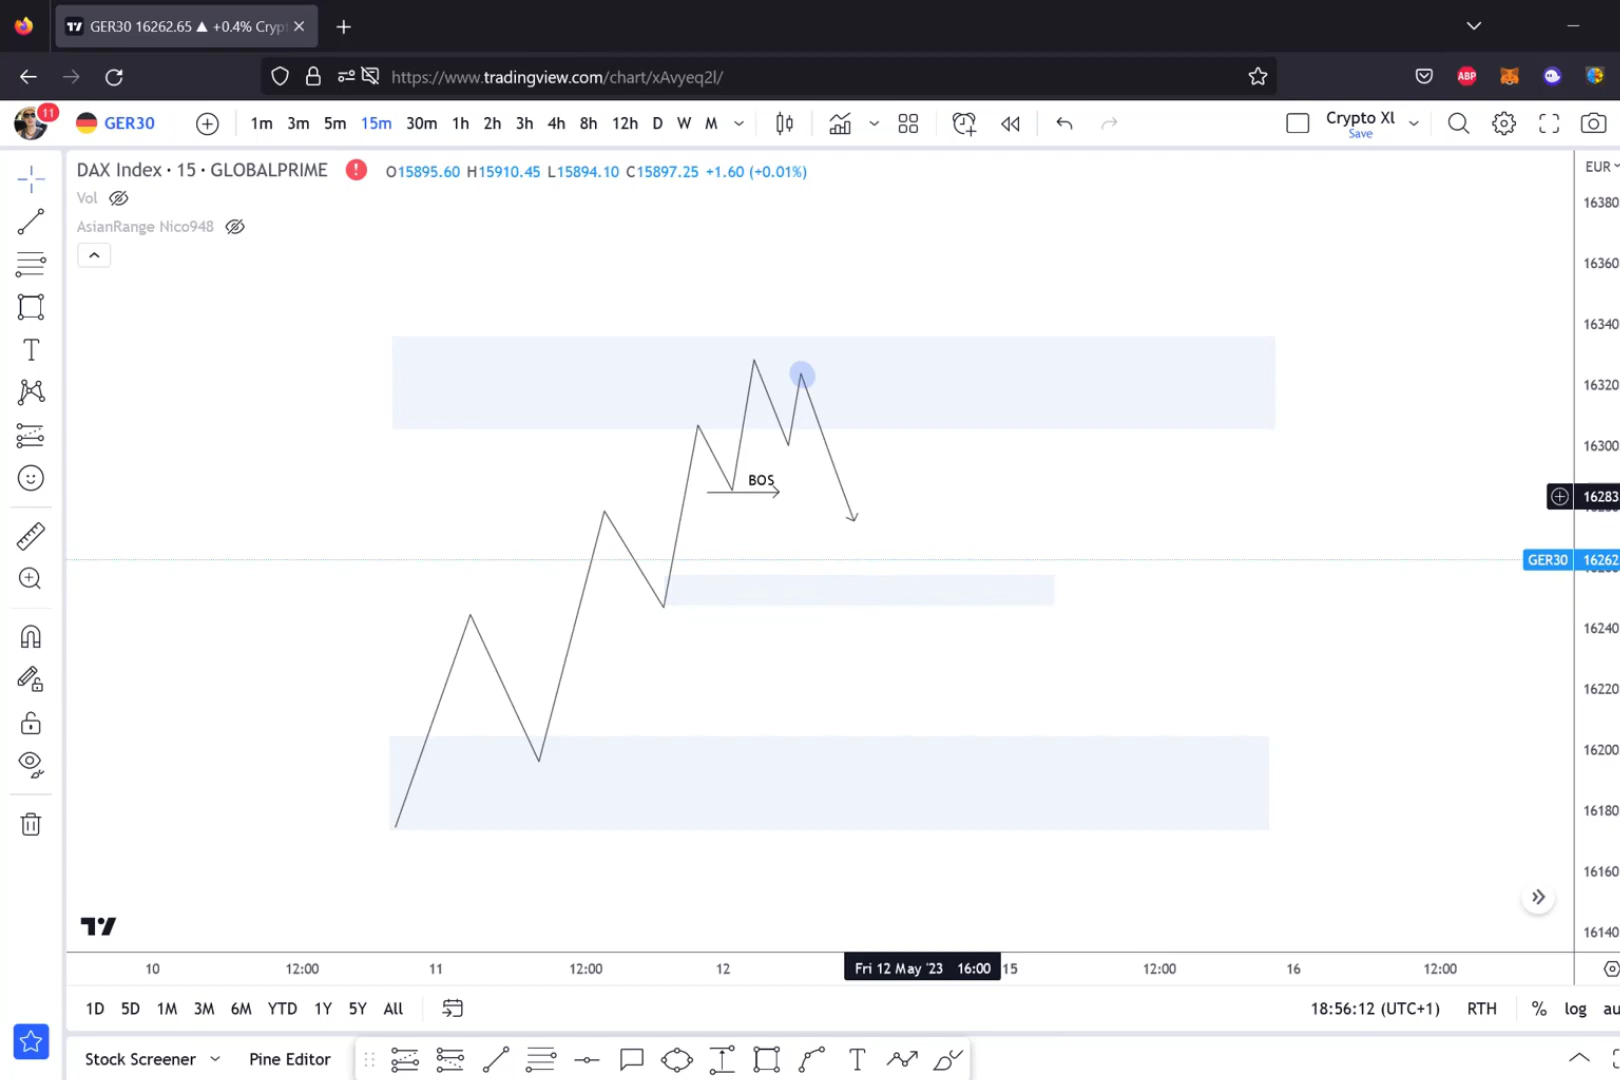 GER30 16262.65 ▲ +0.4% Crypt
https://www.tradingview.com/chart/xAvyeq2l/
ABP
11
GER30 1m 3m 5m 15m 30m 1h 2h 3h 4h 8h 12h D W M Crypto Xl
Save
DAX Index · 15 · GLOBALPRIME O15895.60 H15910.45 L15894.10 C15897.25 +1.60 (+0.01%) EUR
Vol
AsianRange Nico948
16380
16360
16340
16320
16300
BOS
16283
GER30 16262
16240
16220
16200
16180
16160
16140
10 12:00 11 12:00 12 Fri 12 May '23 16:00 15 12:00 16 12:00
1D 5D 1M 3M 6M YTD 1Y 5Y All 18:56:12 (UTC+1) RTH % log au
Stock Screener Pine Editor